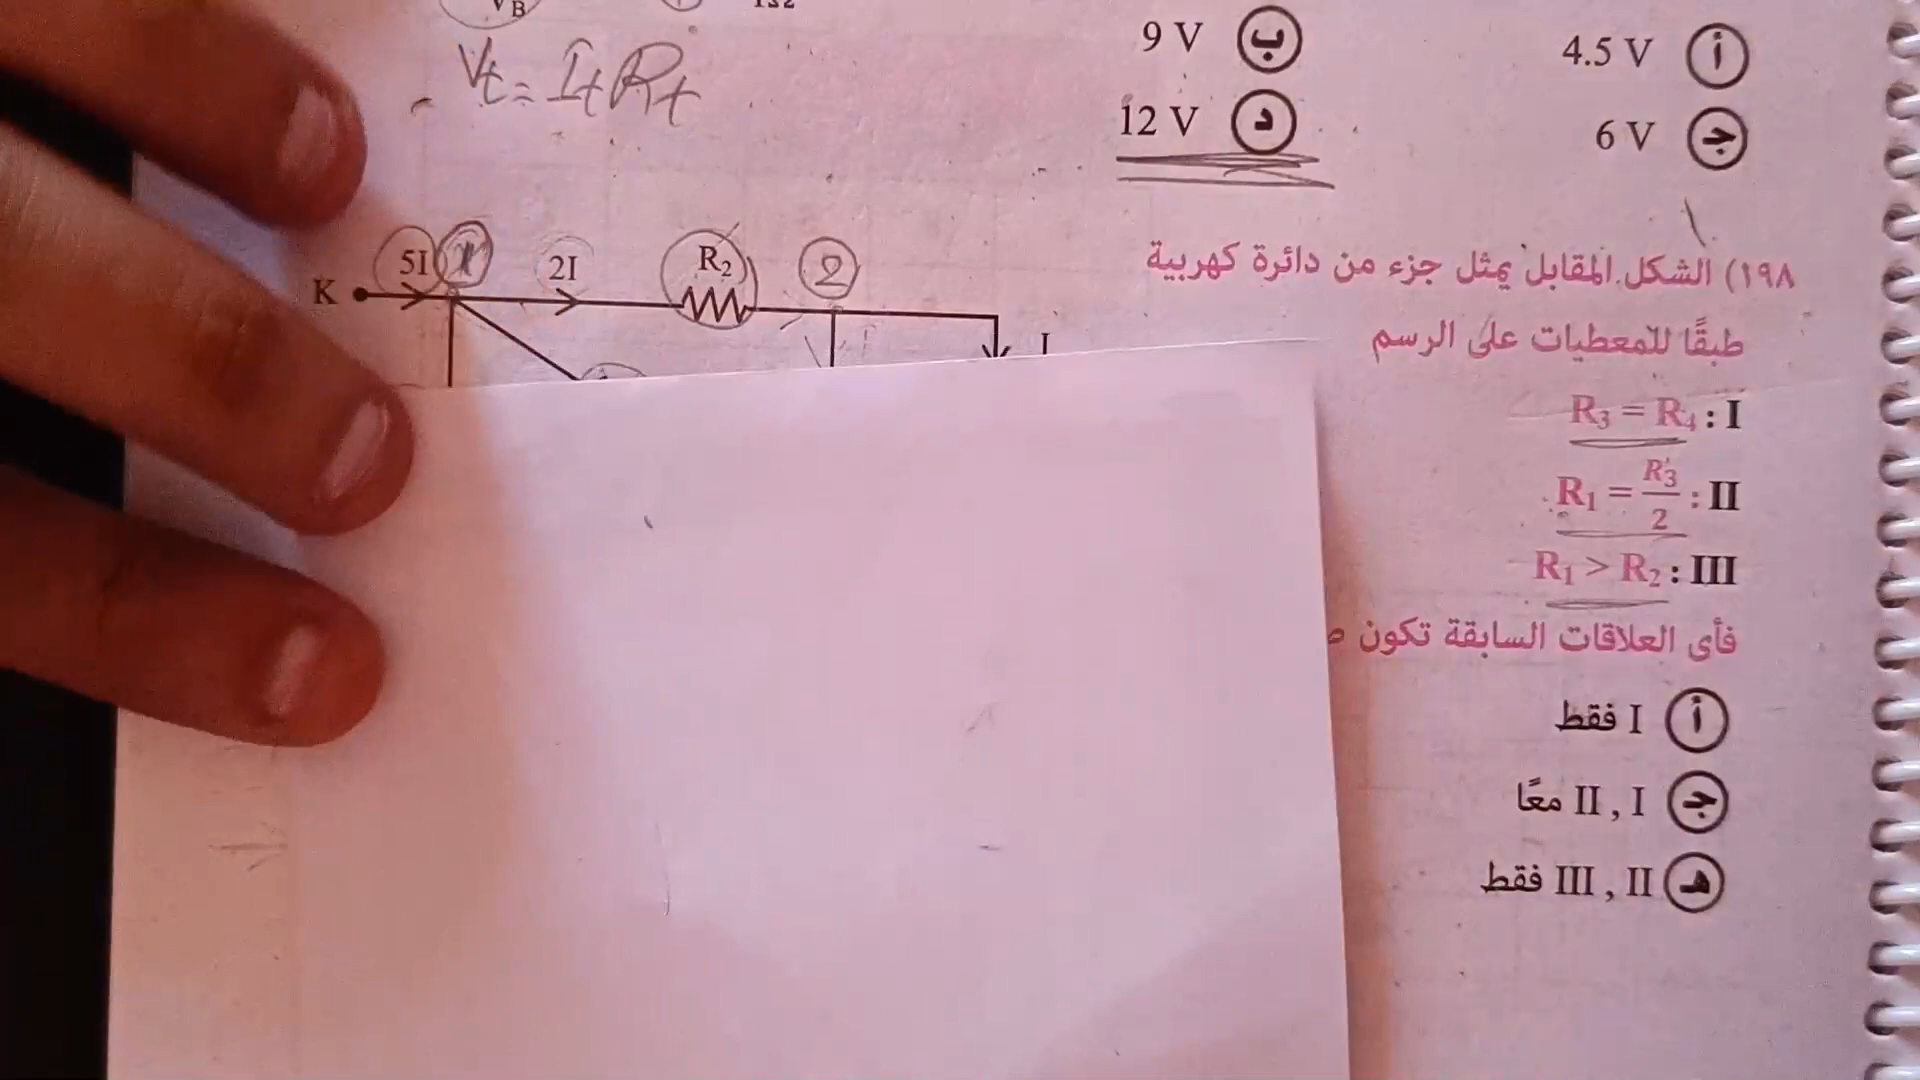 9 V ب
4.5 V أ
12 V د
6 V ج
Vt = It Rt
١٩٨) الشكل المقابل يمثل جزء من دائرة كهربية
طبقًا للمعطيات على الرسم
I : R₃ = R₄
II : R₁ = R₃/2
III : R₁ > R₂
فأى العلاقات السابقة تكون
أ I فقط
ج I , II معًا
هـ II , III فقط
K 5I 1 2I R₂ 2
I